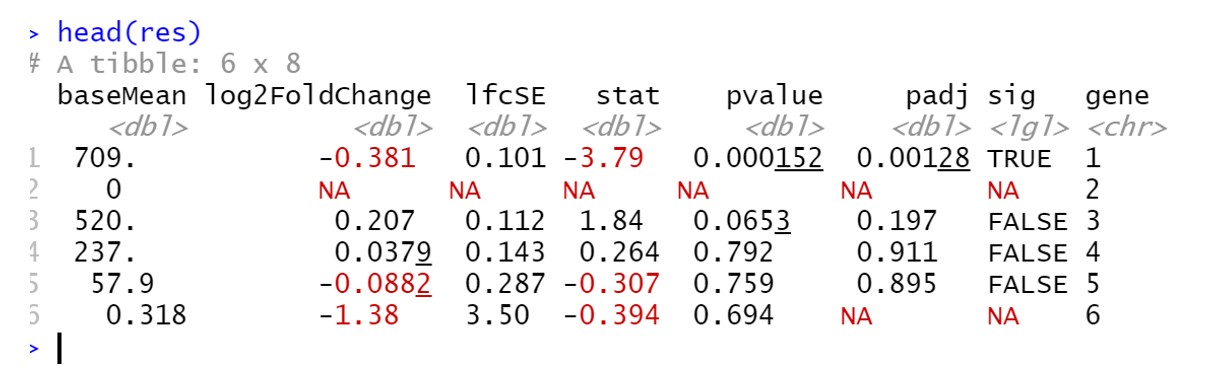 > head(res)
# A tibble: 6 x 8
baseMean log2FoldChange lfcSE stat pvalue padj sig gene
<dbl> <dbl> <dbl> <dbl> <dbl> <dbl> <lgl> <chr>
1 709. -0.381 0.101 -3.79 0.000152 0.00128 TRUE 1
2 0 NA NA NA NA NA NA 2
3 520. 0.207 0.112 1.84 0.0653 0.197 FALSE 3
4 237. 0.0379 0.143 0.264 0.792 0.911 FALSE 4
5 57.9 -0.0882 0.287 -0.307 0.759 0.895 FALSE 5
6 0.318 -1.38 3.50 -0.394 0.694 NA NA 6
>